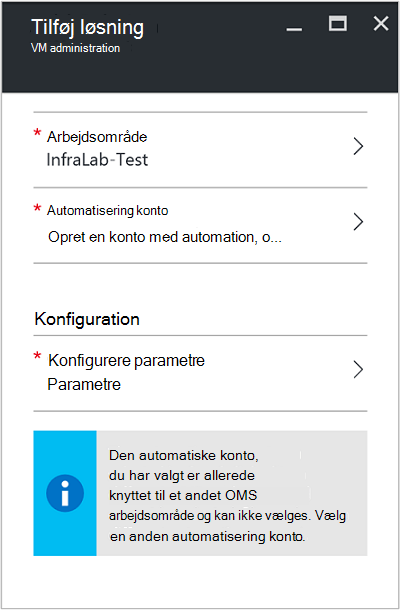 Tilføj løsning
VM administration
* Arbejdsområde
InfraLab-Test
* Automatisering konto
Opret en konto med automation, o...
Konfiguration
* Konfigurere parametre
Parametre
Den automatiske konto,
du har valgt er allerede
knyttet til et andet OMS
arbejdsområde og kan ikke vælges. Vælg
en anden automatisering konto.